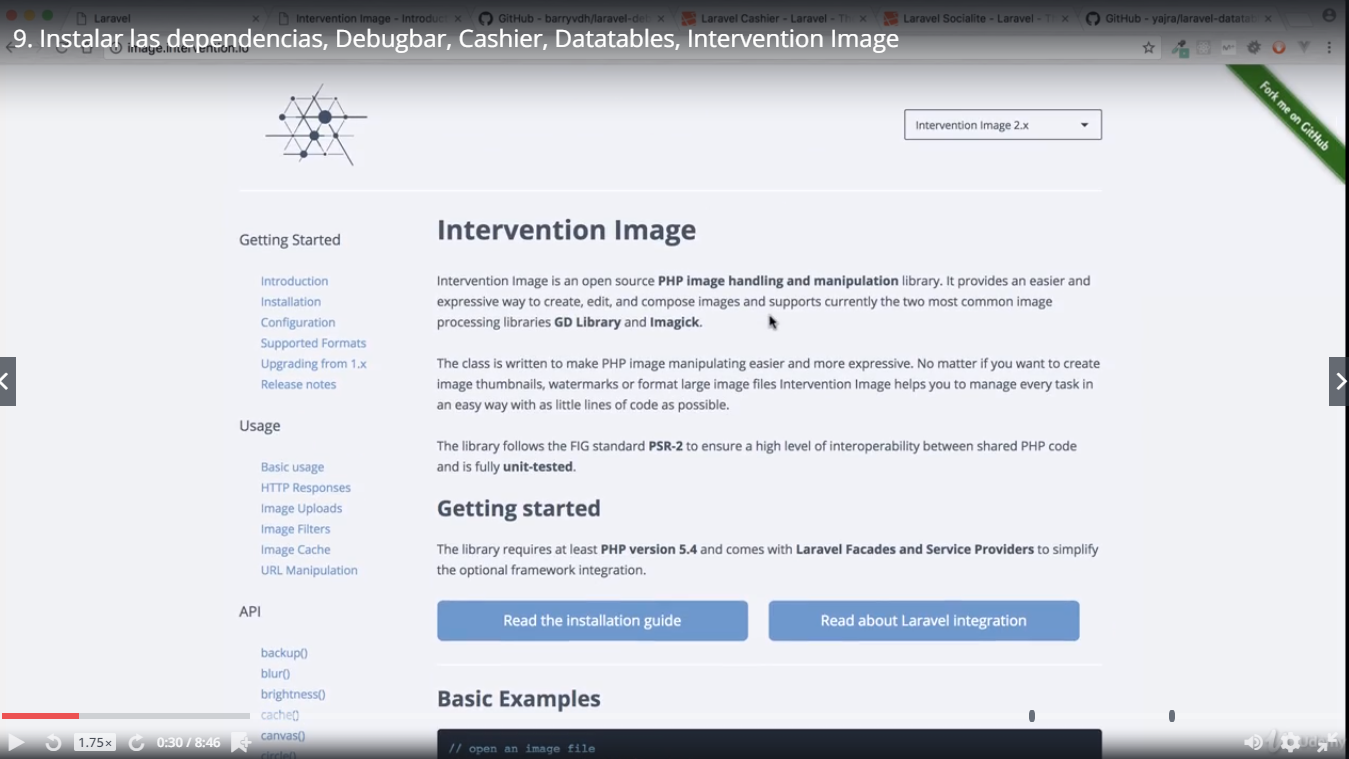 Laravel
Intervention Image - Introduc
GitHub - barryvdh/laravel-de
Laravel Cashier - Laravel - Th
Laravel Socialite - Laravel - T
GitHub - yajra/laravel-datata
9. Instalar las dependencias, Debugbar, Cashier, Datatables, Intervention Image
image.intervention.io
Fork me on GitHub
Intervention Image 2.x
Getting Started
Introduction
Installation
Configuration
Supported Formats
Upgrading from 1.x
Release notes
Usage
Basic usage
HTTP Responses
Image Uploads
Image Filters
Image Cache
URL Manipulation
API
backup()
blur()
brightness()
cache()
canvas()
circle()
Intervention Image
Intervention Image is an open source PHP image handling and manipulation library. It provides an easier and
expressive way to create, edit, and compose images and supports currently the two most common image
processing libraries GD Library and Imagick.
The class is written to make PHP image manipulating easier and more expressive. No matter if you want to create
image thumbnails, watermarks or format large image files Intervention Image helps you to manage every task in
an easy way with as little lines of code as possible.
The library follows the FIG standard PSR-2 to ensure a high level of interoperability between shared PHP code
and is fully unit-tested.
Getting started
The library requires at least PHP version 5.4 and comes with Laravel Facades and Service Providers to simplify
the optional framework integration.
Read the installation guide
Read about Laravel integration
Basic Examples
// open an image file
1.75×
0:30 / 8:46